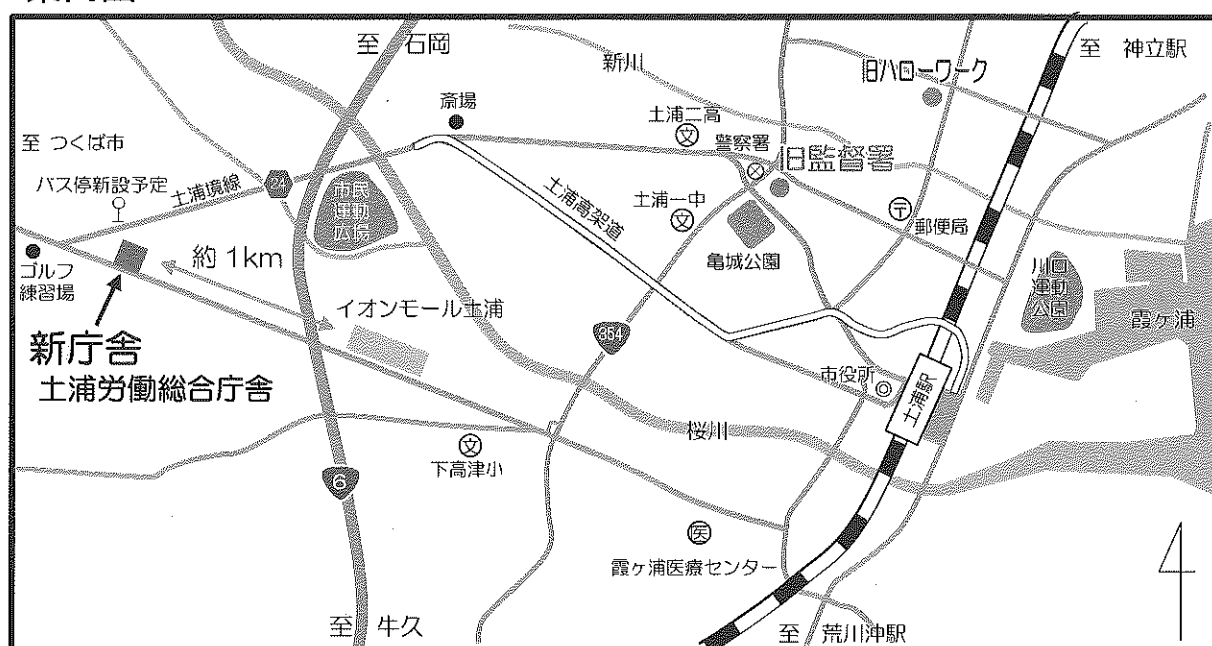 至 石岡
新川
至 神立駅
旧ハローワーク
斎場
土浦二高
文
警察署
旧監督署
至 つくば市
バス停新設予定
土浦境線
24
市民
運動
広場
土浦高架道
土浦一中
文
亀城公園
〒
郵便局
川口
運動
公園
霞ヶ浦
ゴルフ
練習場
約 1km
イオンモール土浦
新庁舎
土浦労働総合庁舎
354
市役所
土浦駅
桜川
文
下高津小
6
医
霞ヶ浦医療センター
至 牛久
至 荒川沖駅